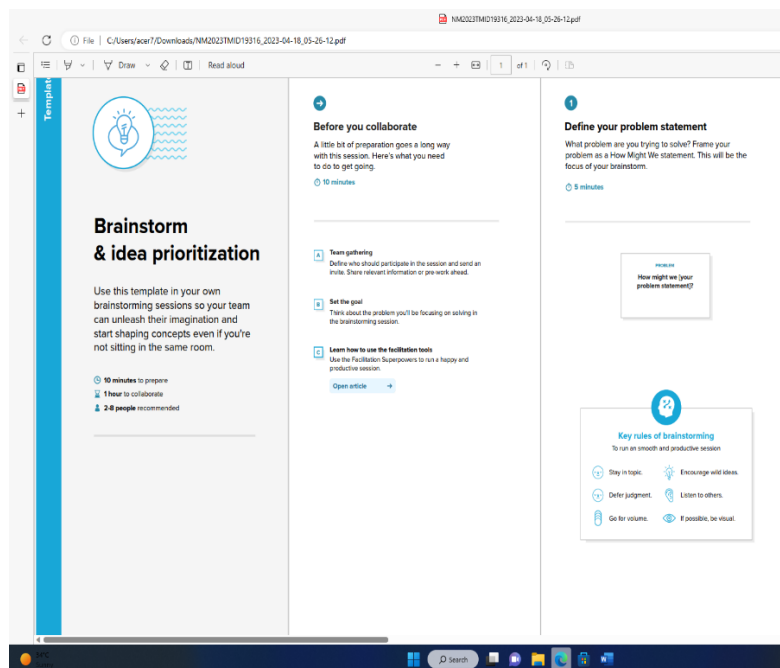 NM2023TMID19316_2023-04-18_05-26-12.pdf
File | C:/Users/acer7/Downloads/NM2023TMID19316_2023-04-18_05-26-12.pdf
Draw Read aloud 1 of 1
Template
Brainstorm
& idea prioritization
Use this template in your own
brainstorming sessions so your team
can unleash their imagination and
start shaping concepts even if you're
not sitting in the same room.
10 minutes to prepare
1 hour to collaborate
2-8 people recommended
Before you collaborate
A little bit of preparation goes a long way
with this session. Here's what you need
to do to get going.
10 minutes
A Team gathering
Define who should participate in the session and send an
invite. Share relevant information or pre-work ahead.
B Set the goal
Think about the problem you'll be focusing on solving in
the brainstorming session.
C Learn how to use the facilitation tools
Use the Facilitation Superpowers to run a happy and
productive session.
Open article
1
Define your problem statement
What problem are you trying to solve? Frame your
problem as a How Might We statement. This will be the
focus of your brainstorm.
5 minutes
PROBLEM
How might we [your
problem statement]?
Key rules of brainstorming
To run an smooth and productive session
Stay in topic. Encourage wild ideas.
Defer judgment. Listen to others.
Go for volume. If possible, be visual.
Search